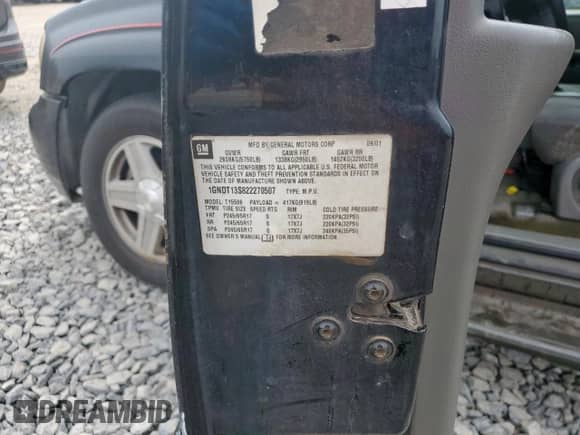 GM
MFD BY GENERAL MOTORS CORP 09/01
GVWR GAWR FRT GAWR RR
2608KG(5750LB) 1338KG(2950LB) 1452KG(3200LB)
THIS VEHICLE CONFORMS TO ALL APPLICABLE U.S. FEDERAL MOTOR
VEHICLE SAFETY AND THEFT PREVENTION STANDARDS IN EFFECT ON THE
DATE OF MANUFACTURE SHOWN ABOVE.
1GNDT13S822270507 TYPE: M.P.V.
MODEL: T15506 PAYLOAD = 417KG(919LB)
TPMU TIRE SIZE SPEED RTG RIM COLD TIRE PRESSURE
FRT P245/65R17 S 17X7J 220KPA(32PSI)
RR P245/65R17 S 17X7J 220KPA(32PSI)
SPA P245/65R17 S 17X7J 240KPA(35PSI)
SEE OWNER'S MANUAL FOR MORE INFORMATION.
DREAMBID